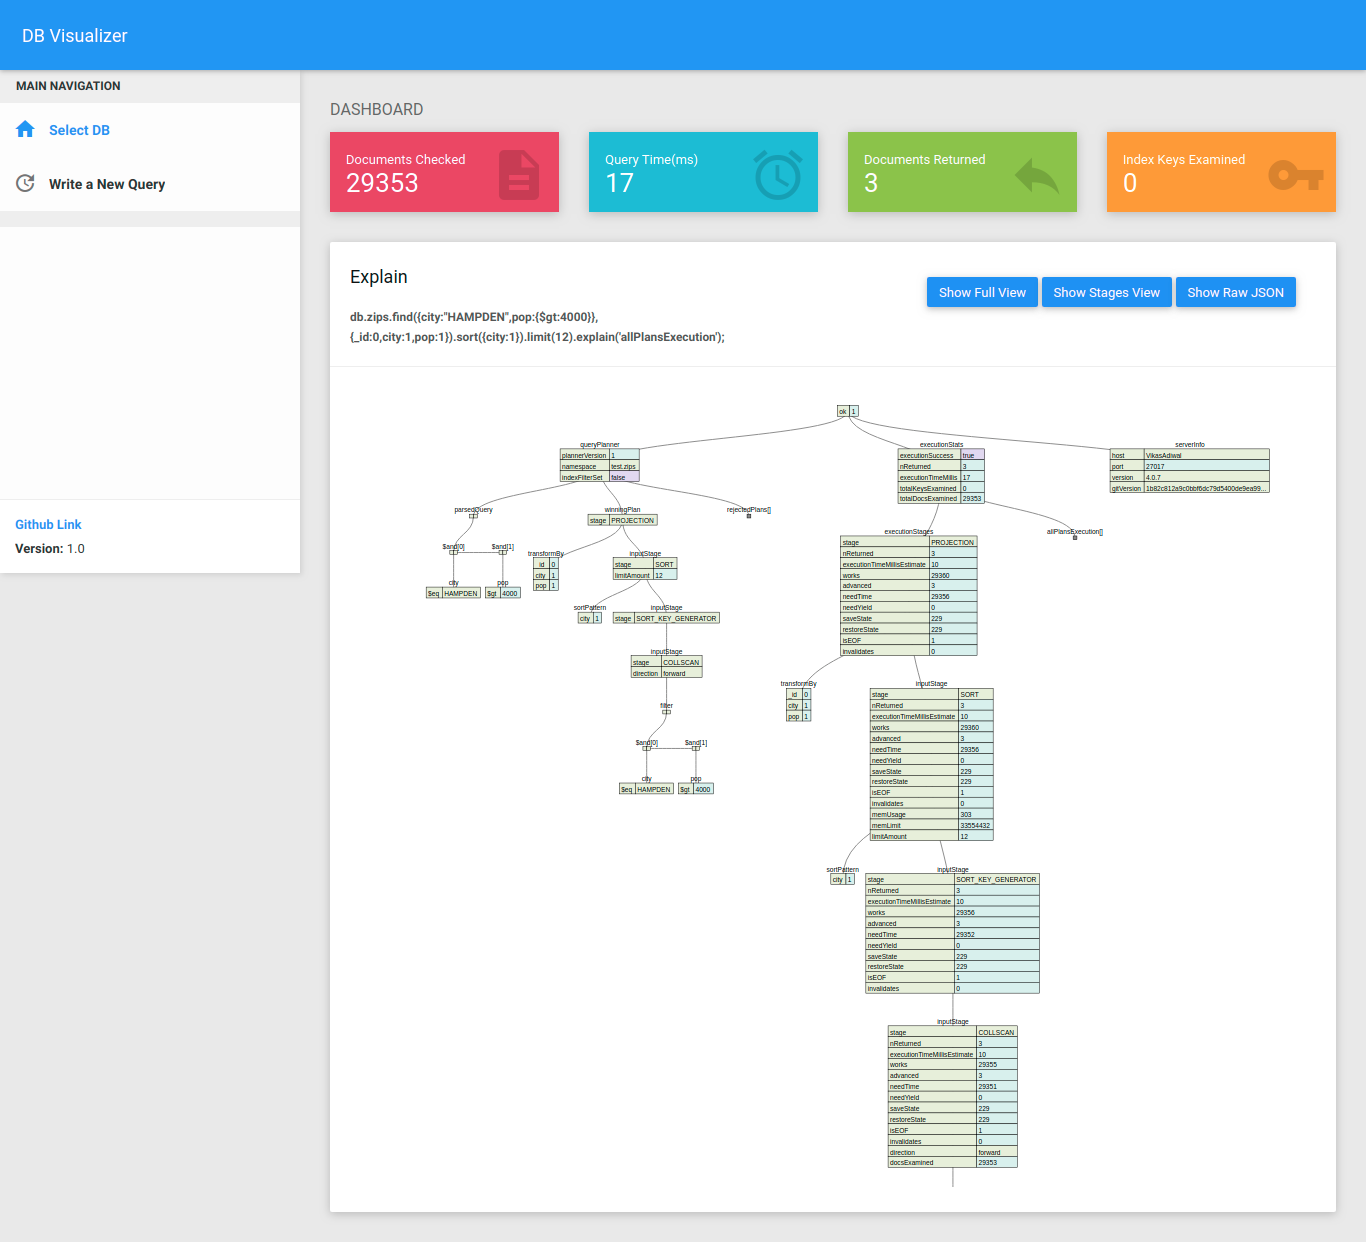 DB Visualizer
MAIN NAVIGATION
Select DB
Write a New Query
Github Link
Version: 1.0
DASHBOARD
Documents Checked
29353
Query Time(ms)
17
Documents Returned
3
Index Keys Examined
0
Explain
Show Full View
Show Stages View
Show Raw JSON
db.zips.find({city:"HAMPDEN",pop:{$gt:4000}},
{_id:0,city:1,pop:1}).sort({city:1}).limit(12).explain('allPlansExecution');
ok 1
queryPlanner
plannerVersion 1
namespace test.zips
indexFilterSet false
parsedQuery
$and[0]
$and[1]
city
$eq HAMPDEN
pop
$gt 4000
winningPlan
stage PROJECTION
transformBy
_id 0
city 1
pop 1
inputStage
stage SORT
limitAmount 12
sortPattern
city 1
inputStage
stage SORT_KEY_GENERATOR
inputStage
stage COLLSCAN
direction forward
filter
$and[0]
$and[1]
city
$eq HAMPDEN
pop
$gt 4000
rejectedPlans[]
executionStats
executionSuccess true
nReturned 3
executionTimeMillis 17
totalKeysExamined 0
totalDocsExamined 29353
executionStages
stage PROJECTION
nReturned 3
executionTimeMillisEstimate 10
works 29360
advanced 3
needTime 29356
needYield 0
saveState 229
restoreState 229
isEOF 1
invalidates 0
transformBy
_id 0
city 1
pop 1
inputStage
stage SORT
nReturned 3
executionTimeMillisEstimate 10
works 29360
advanced 3
needTime 29356
needYield 0
saveState 229
restoreState 229
isEOF 1
invalidates 0
memUsage 303
memLimit 33554432
limitAmount 12
sortPattern
city 1
inputStage
stage SORT_KEY_GENERATOR
nReturned 3
executionTimeMillisEstimate 10
works 29356
advanced 3
needTime 29352
needYield 0
saveState 229
restoreState 229
isEOF 1
invalidates 0
inputStage
stage COLLSCAN
nReturned 3
executionTimeMillisEstimate 10
works 29355
advanced 3
needTime 29351
needYield 0
saveState 229
restoreState 229
isEOF 1
invalidates 0
direction forward
docsExamined 29353
allPlansExecution[]
serverInfo
host VikasAdiwal
port 27017
version 4.0.7
gitVersion 1b82c812a9c0bbf6dc79d5400de9ea99...